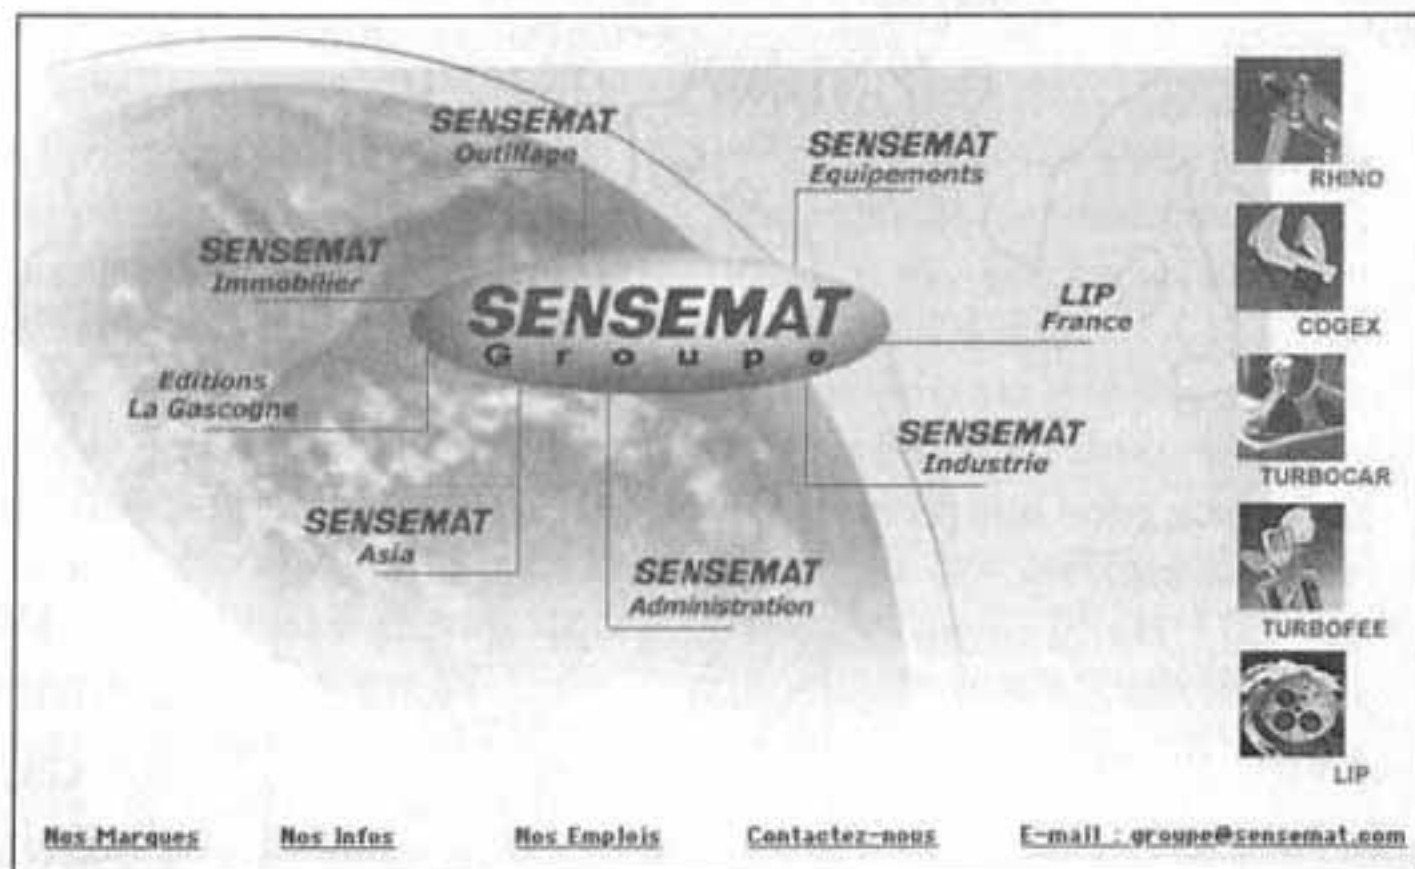 SENSEMAT
Outillage
SENSEMAT
Equipements
RHINO
SENSEMAT
Immobilier
SENSEMAT
Groupe
LIP
France
COGEX
Editions
La Gascogne
SENSEMAT
Industrie
TURBOCAR
SENSEMAT
Asia
SENSEMAT
Administration
TURBOFEE
LIP
Nos Marques
Nos Infos
Nos Emplois
Contactez-nous
E-mail : groupe@sensemat.com